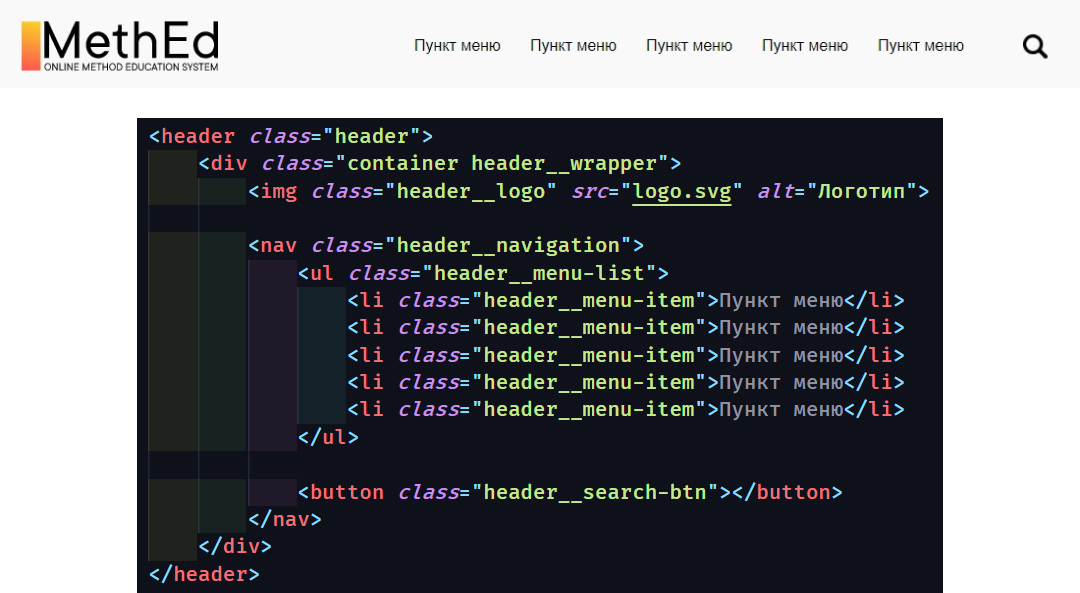 MethEd
ONLINE METHOD EDUCATION SYSTEM
Пункт меню Пункт меню Пункт меню Пункт меню Пункт меню
<header class="header">
<div class="container header__wrapper">
<img class="header__logo" src="logo.svg" alt="Логотип">
<nav class="header__navigation">
<ul class="header__menu-list">
<li class="header__menu-item">Пункт меню</li>
<li class="header__menu-item">Пункт меню</li>
<li class="header__menu-item">Пункт меню</li>
<li class="header__menu-item">Пункт меню</li>
<li class="header__menu-item">Пункт меню</li>
</ul>
<button class="header__search-btn"></button>
</nav>
</div>
</header>